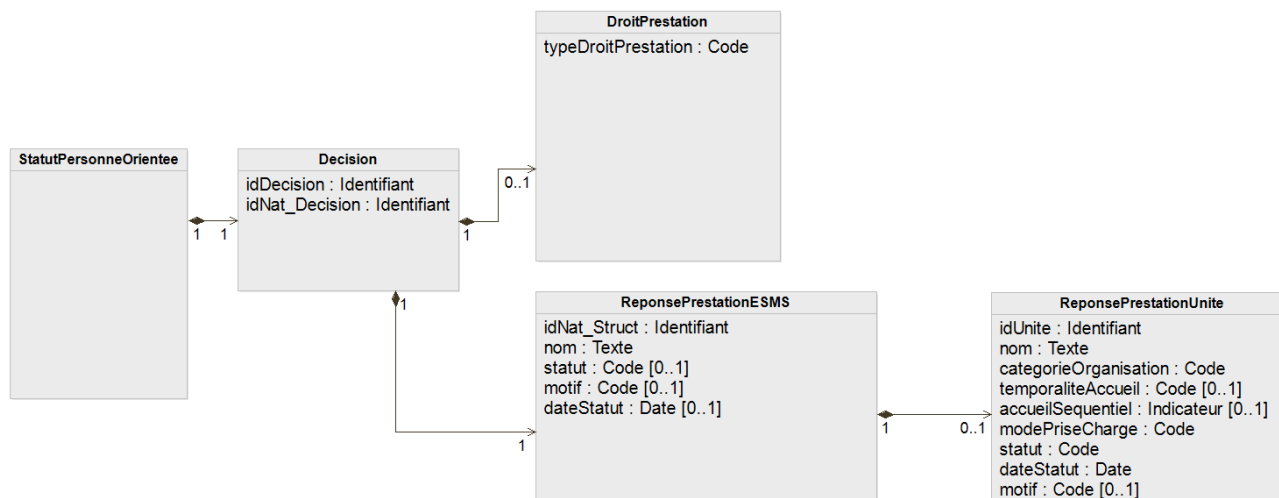 DroitPrestation
typeDroitPrestation : Code
StatutPersonneOrientee
Decision
idDecision : Identifiant
idNat_Decision : Identifiant
0..1
1
1
1
1
ReponsePrestationESMS
idNat_Struct : Identifiant
nom : Texte
statut : Code [0..1]
motif : Code [0..1]
dateStatut : Date [0..1]
1
1
0..1
ReponsePrestationUnite
idUnite : Identifiant
nom : Texte
categorieOrganisation : Code
temporaliteAccueil : Code [0..1]
accueilSequentiel : Indicateur [0..1]
modePriseCharge : Code
statut : Code
dateStatut : Date
motif : Code [0..1]